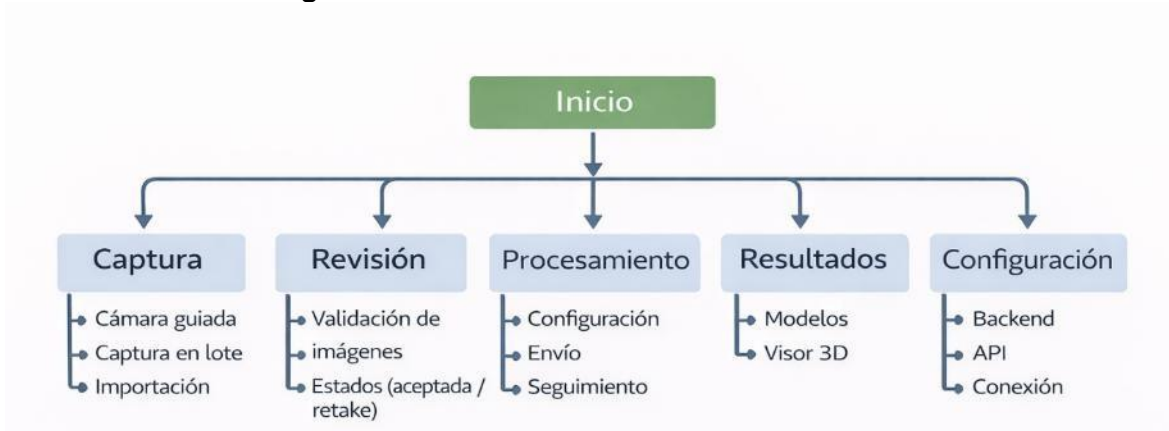 Inicio
Captura
Cámara guiada
Captura en lote
Importación
Revisión
Validación de
imágenes
Estados (aceptada /
retake)
Procesamiento
Configuración
Envío
Seguimiento
Resultados
Modelos
Visor 3D
Configuración
Backend
API
Conexión